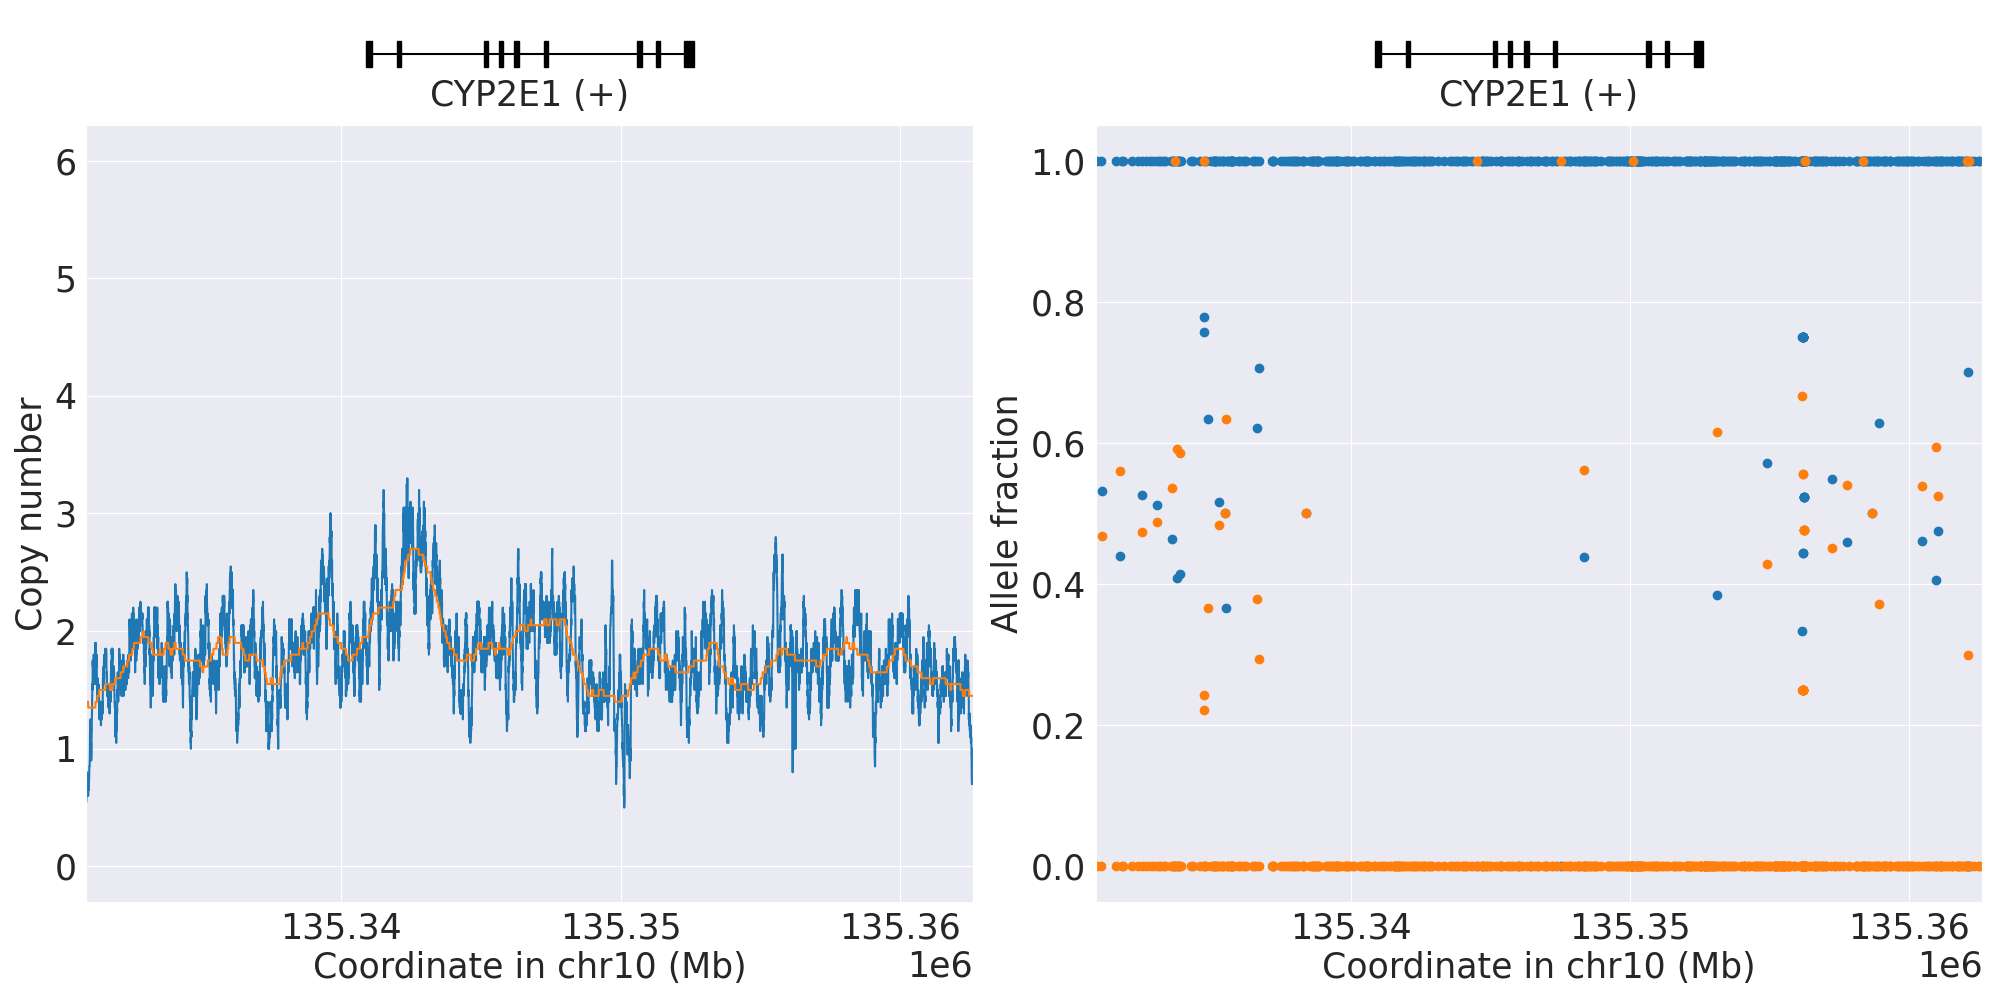 CYP2E1 (+)
6
5
4
3
2
1
0
Copy number
135.34 135.35 135.36
Coordinate in chr10 (Mb)
1e6
CYP2E1 (+)
1.0
0.8
0.6
0.4
0.2
0.0
Allele fraction
135.34 135.35 135.36
Coordinate in chr10 (Mb)
1e6